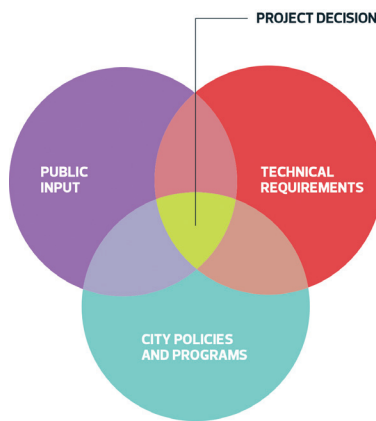 PROJECT DECISION
PUBLIC
INPUT
TECHNICAL
REQUIREMENTS
CITY POLICIES
AND PROGRAMS